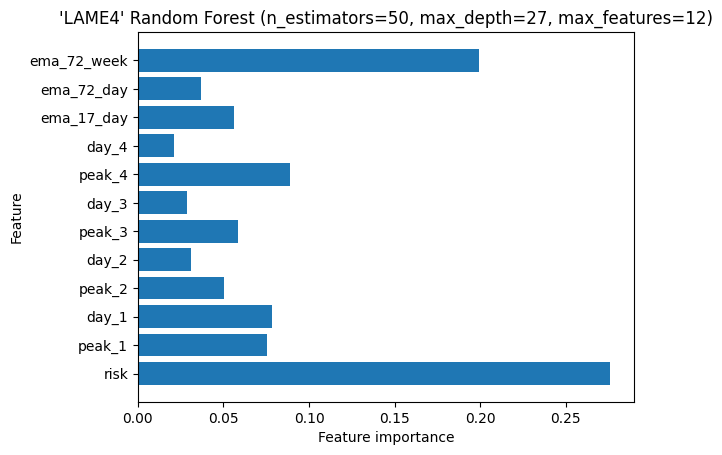 'LAME4' Random Forest (n_estimators=50, max_depth=27, max_features=12)
ema_72_week
ema_72_day
ema_17_day
day_4
peak_4
day_3
peak_3
day_2
peak_2
day_1
peak_1
risk
Feature
0.00 0.05 0.10 0.15 0.20 0.25
Feature importance